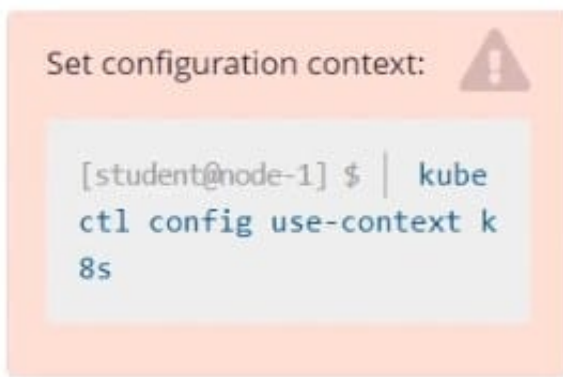 Set configuration context:
[student@node-1] $ | kube
ctl config use-context k
8s